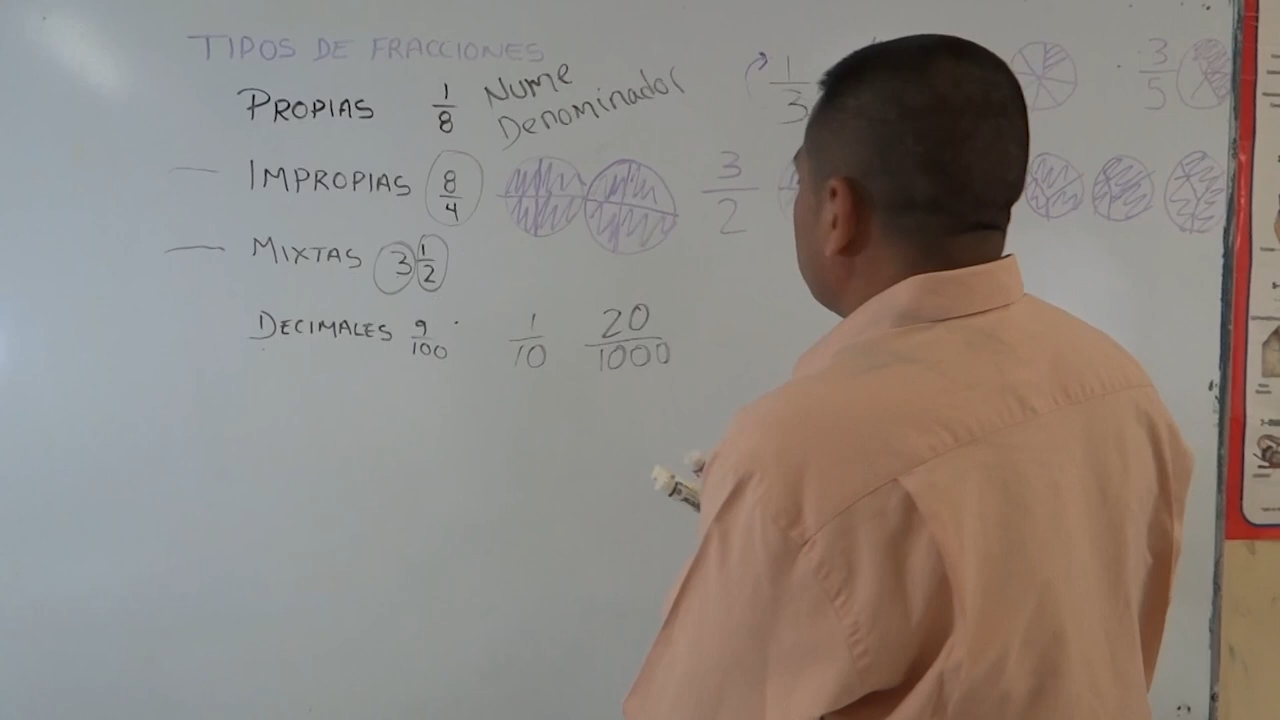 TIPOS DE FRACCIONES
PROPIAS 1/8 Nume Denominador 1/3 3/5
IMPROPIAS 8/4 3/2
MIXTAS 3 1/2
DECIMALES 9/100 1/10 20/1000